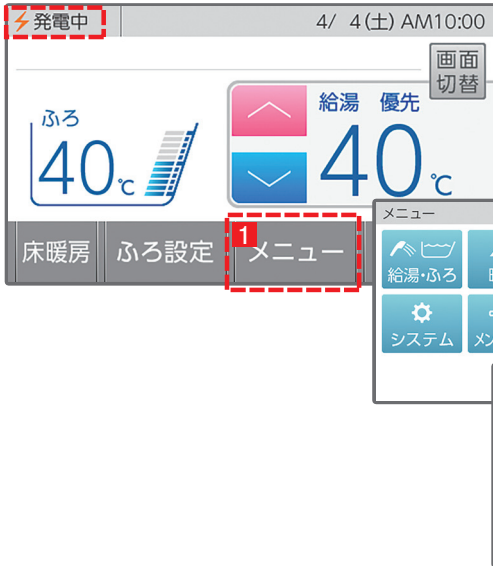 発電中
4/ 4(土) AM10:00
画面
切替
ふろ
40℃
給湯 優先
40℃
床暖房
ふろ設定
1
メニュー
メニュー
給湯・ふろ
システム